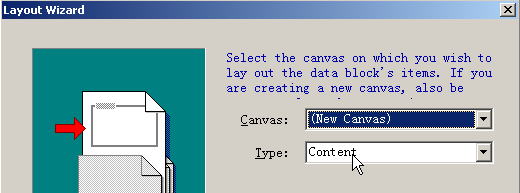 Layout Wizard
Select the canvas on which you wish to
lay out the data block's items. If you
are creating a new canvas, also be
Canvas: (New Canvas)
Type: Content